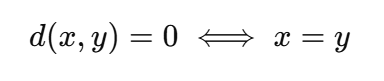 d(x, y) = 0 ⟺ x = y